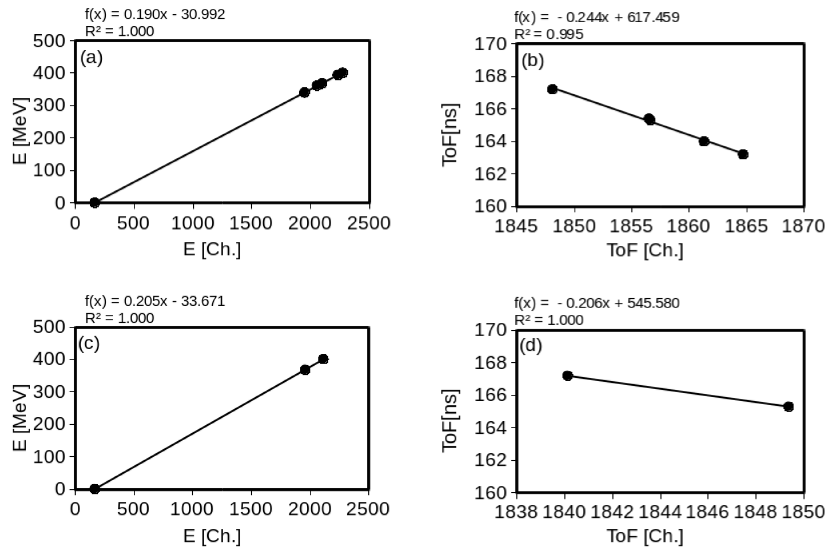 f(x) = 0.190x - 30.992
R² = 1.000
(a)
500
400
300
200
100
0
E [MeV]
0 500 1000 1500 2000 2500
E [Ch.]
f(x) = - 0.244x + 617.459
R² = 0.995
(b)
170
168
166
164
162
160
ToF[ns]
1845 1850 1855 1860 1865 1870
ToF [Ch.]
f(x) = 0.205x - 33.671
R² = 1.000
(c)
500
400
300
200
100
0
E [MeV]
0 500 1000 1500 2000 2500
E [Ch.]
f(x) = - 0.206x + 545.580
R² = 1.000
(d)
170
168
166
164
162
160
ToF[ns]
1838 1840 1842 1844 1846 1848 1850
ToF [Ch.]